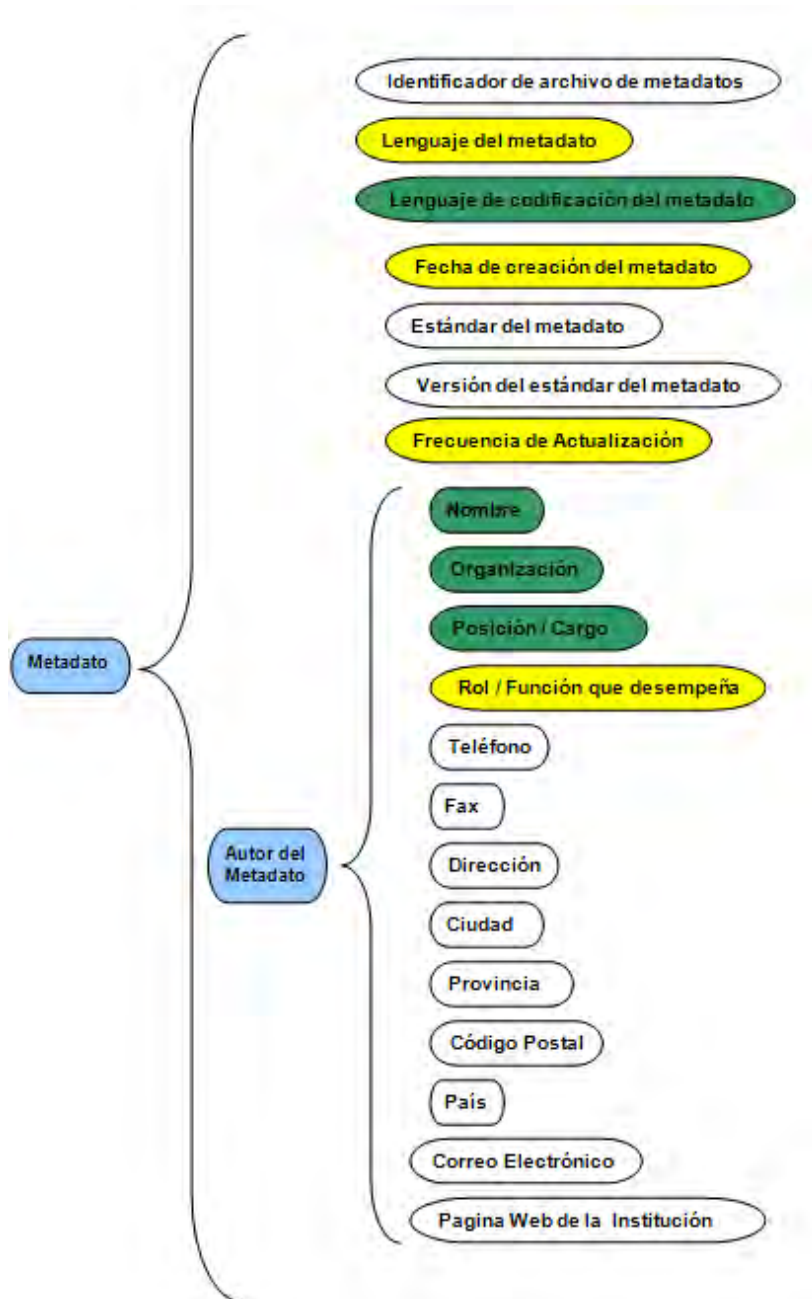 Identificador de archivo de metadatos
Lenguaje del metadato
Lenguaje de codificación del metadato
Fecha de creación del metadato
Estándar del metadato
Versión del estándar del metadato
Frecuencia de Actualización
Nombre
Organización
Posición / Cargo
Metadato
Rol / Función que desempeña
Teléfono
Fax
Autor del
Metadato
Dirección
Ciudad
Provincia
Código Postal
País
Correo Electrónico
Pagina Web de la Institución